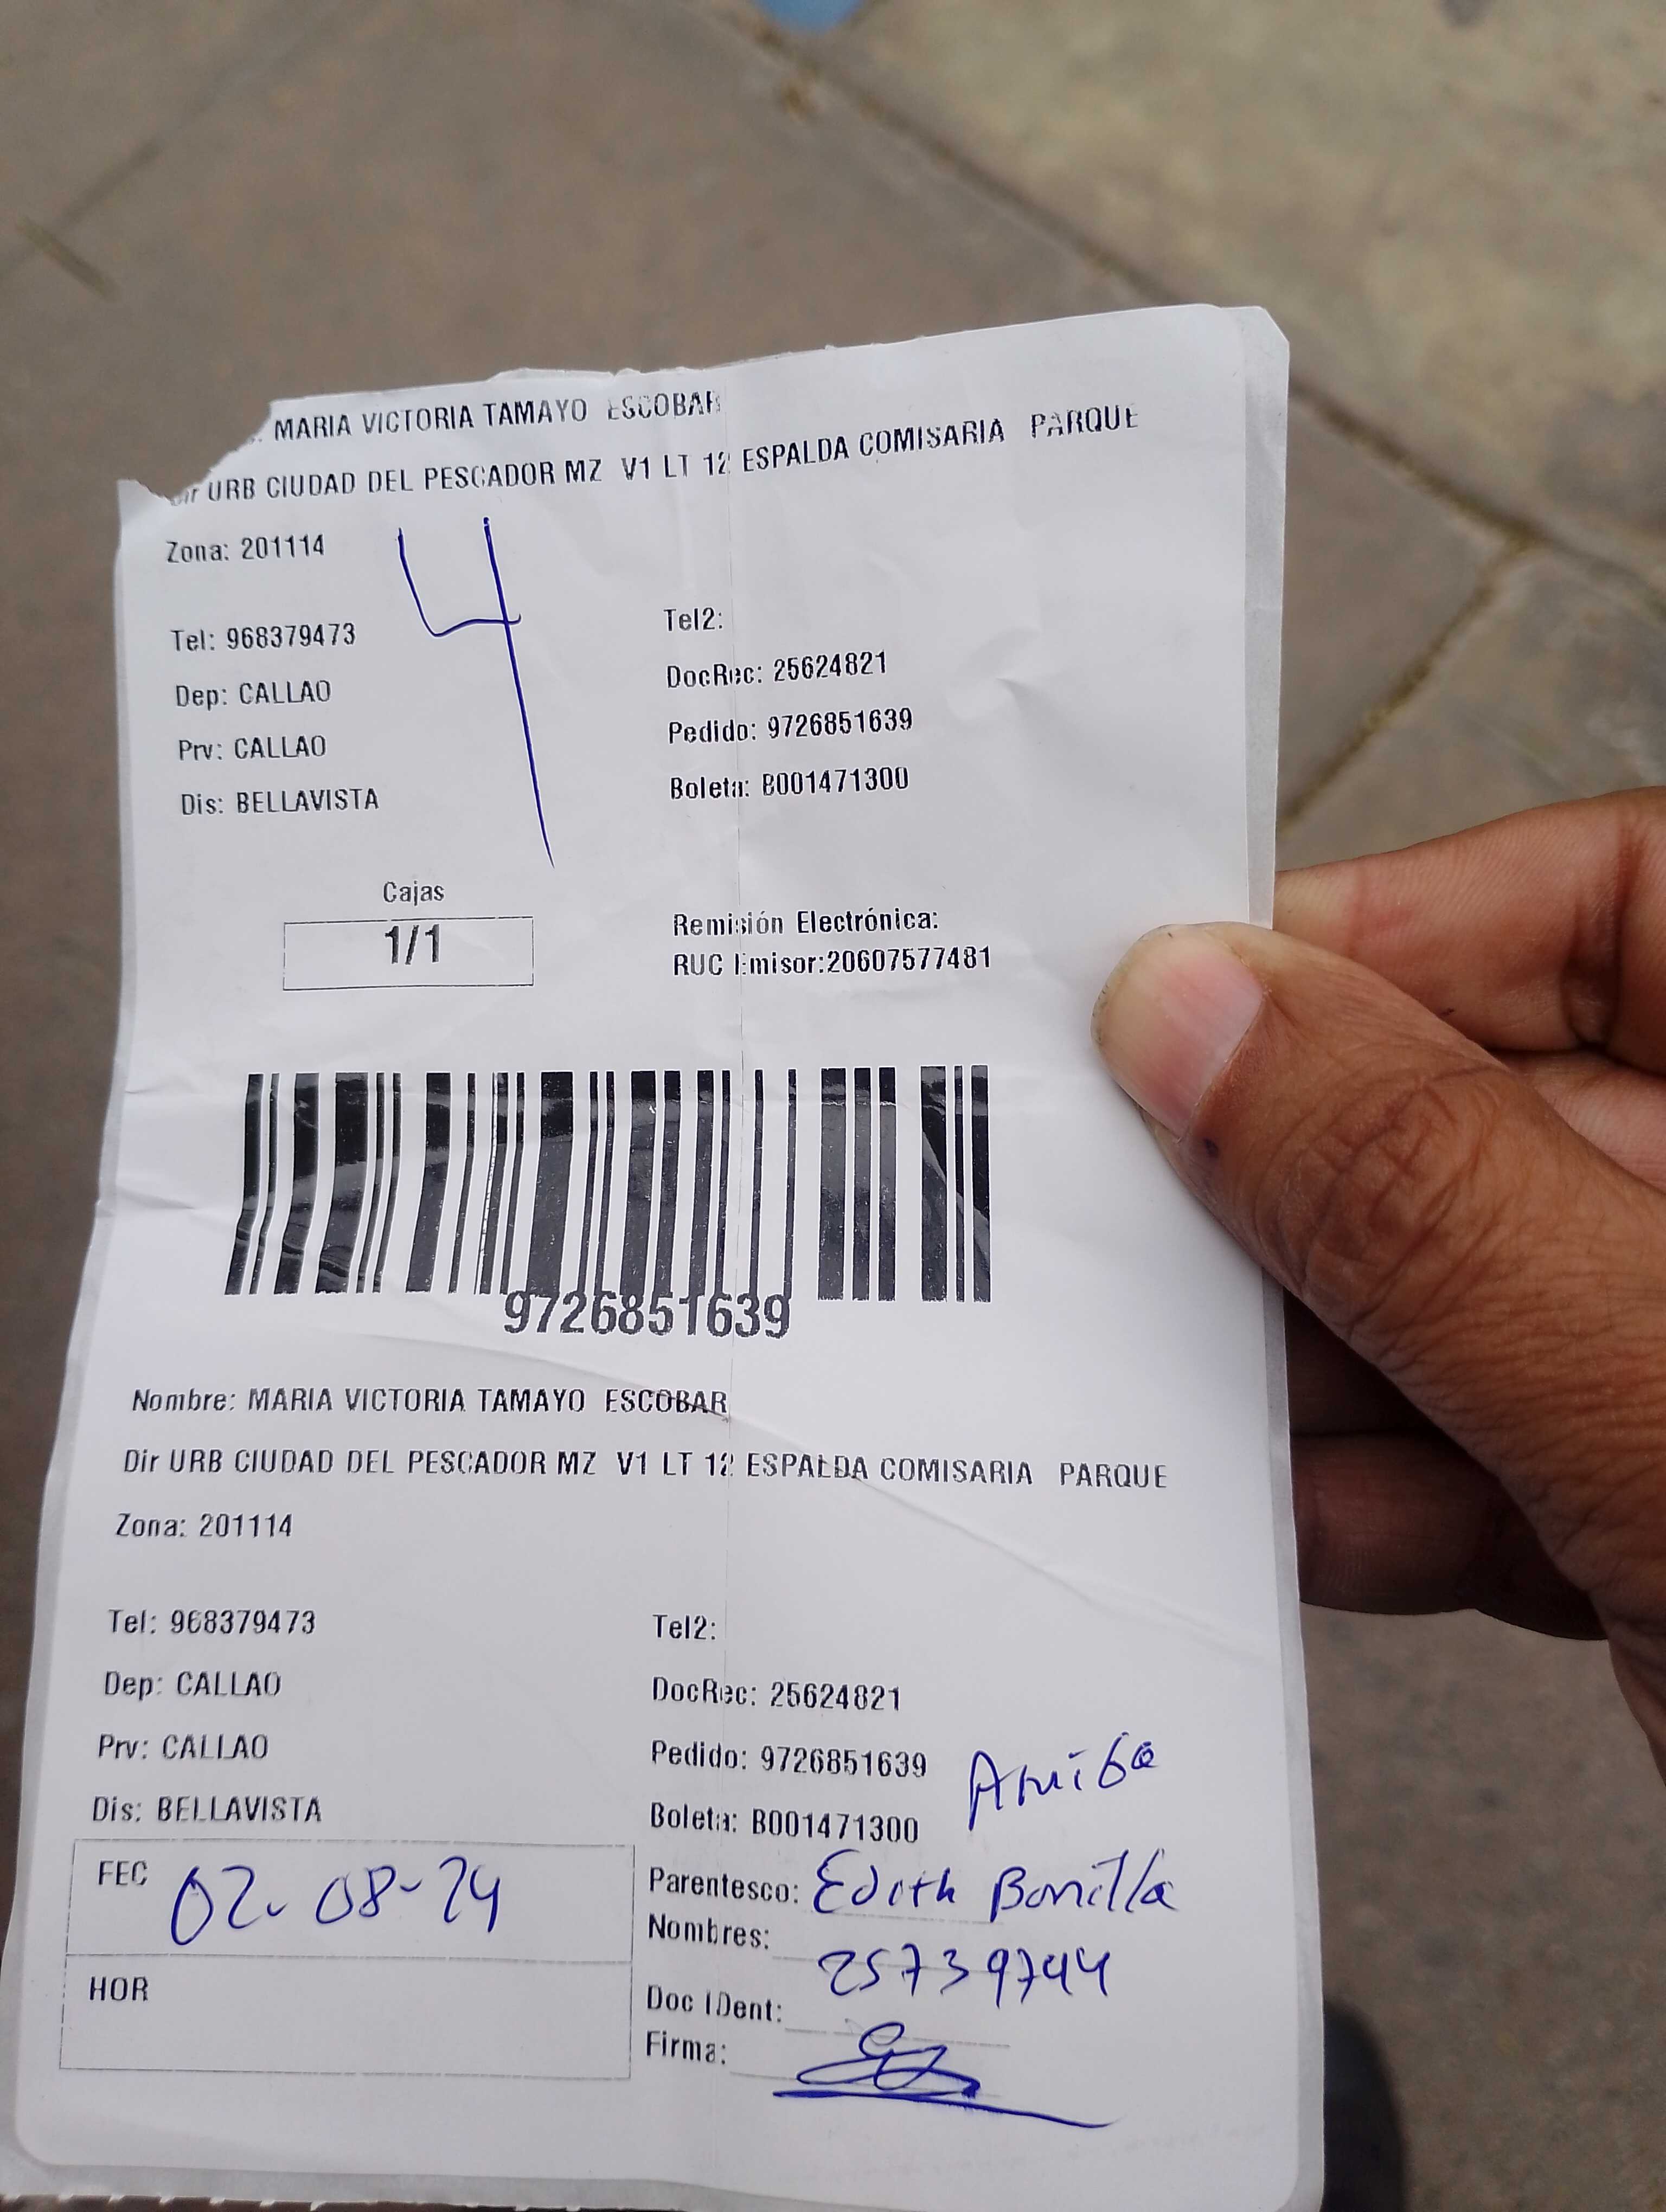 MARIA VICTORIA TAMAYO ESCOBAR
Dir URB CIUDAD DEL PESCADOR MZ V1 LT 12 ESPALDA COMISARIA PARQUE
Zona: 201114
4
Tel: 968379473
Tel2:
Dep: CALLAO
DocRec: 25624821
Prv: CALLAO
Pedido: 9726851639
Dis: BELLAVISTA
Boleta: B001471300
Cajas
1/1
Remisión Electrónica:
RUC Emisor:20607577481
9726851639
Nombre: MARIA VICTORIA TAMAYO ESCOBAR
Dir URB CIUDAD DEL PESCADOR MZ V1 LT 12 ESPALDA COMISARIA PARQUE
Zona: 201114
Tel: 968379473
Tel2:
Dep: CALLAO
DocRec: 25624821
Prv: CALLAO
Pedido: 9726851639
Dis: BELLAVISTA
Boleta: B001471300
FEC 02-08-24
Parentesco: Edith Bonilla
Nombres:
25739744
HOR
Doc IDent:
Firma: